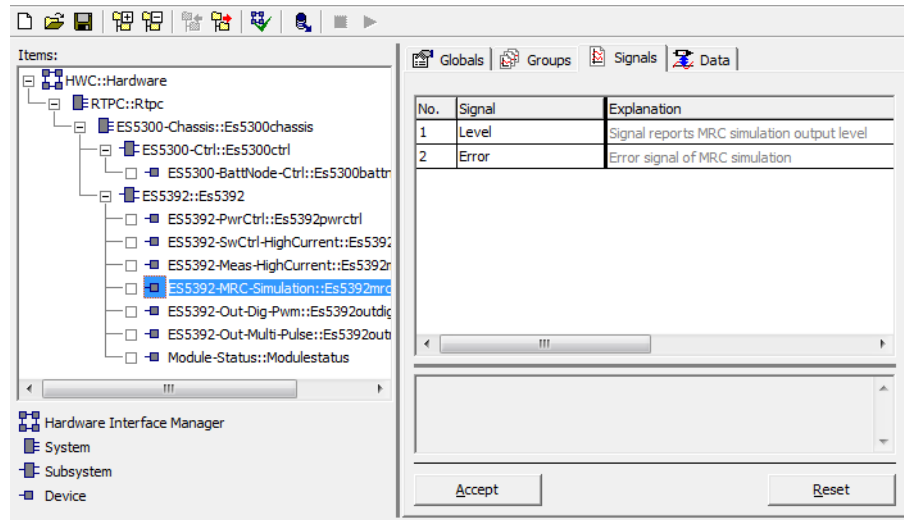 Items:
HWC::Hardware
RTPC::Rtpc
ES5300-Chassis::Es5300chassis
ES5300-Ctrl::Es5300ctrl
ES5300-BattNode-Ctrl::Es5300battn
ES5392::Es5392
ES5392-PwrCtrl::Es5392pwrctrl
ES5392-SwCtrl-HighCurrent::Es5392
ES5392-Meas-HighCurrent::Es5392m
ES5392-MRC-Simulation::Es5392mrc
ES5392-Out-Dig-Pwm::Es5392outdig
ES5392-Out-Multi-Pulse::Es5392outm
Module-Status::Modulestatus
Hardware Interface Manager
System
Subsystem
Device
Globals Groups Signals Data
No. Signal Explanation
1 Level Signal reports MRC simulation output level
2 Error Error signal of MRC simulation
Accept Reset